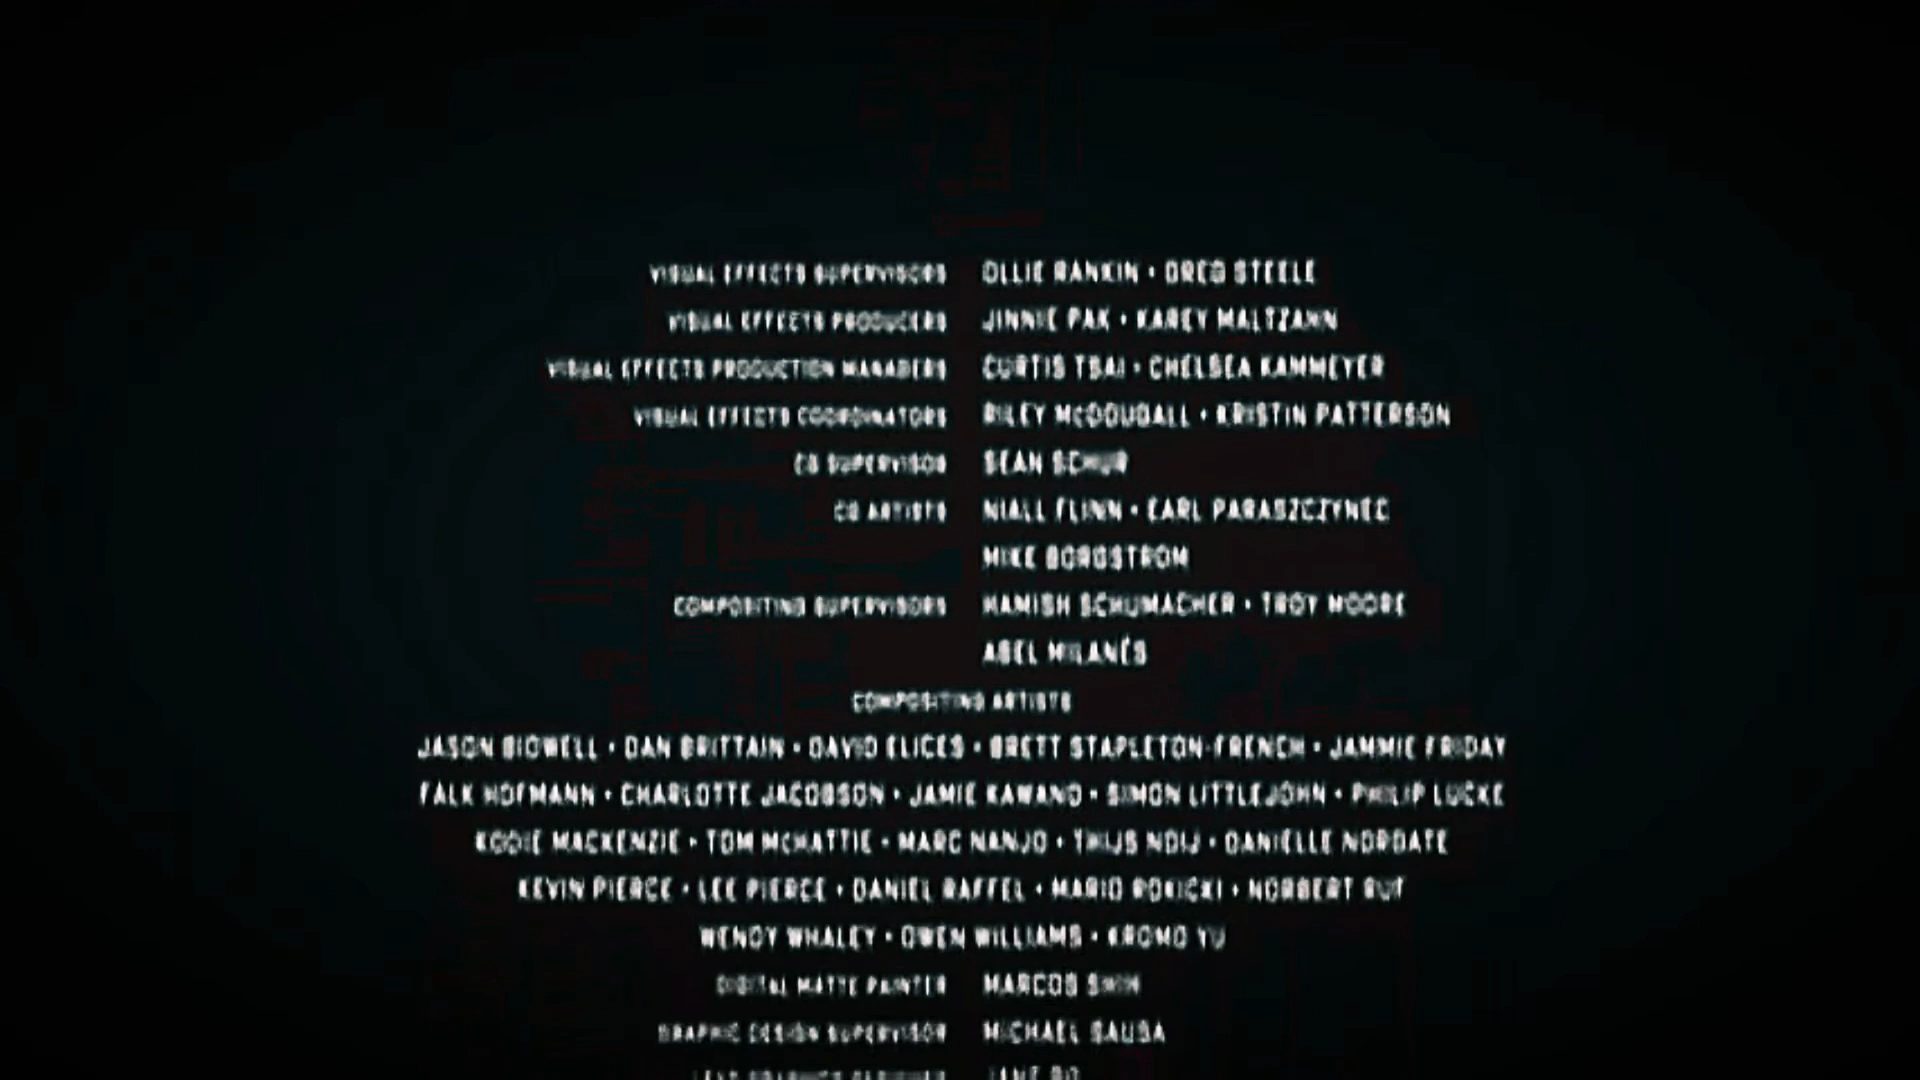 VISUAL EFFECTS SUPERVISORS OLLIE RANKIN • GREG STEELE
VISUAL EFFECTS PRODUCERS JINNIE PAK • KAREY MALTZAHN
VISUAL EFFECTS PRODUCTION MANAGERS CURTIS TSAI • CHELSEA KAMMEYER
VISUAL EFFECTS COORDINATORS RILEY McDOUGALL • KRISTIN PATTERSON
CG SUPERVISOR SEAN SCHUR
CG ARTISTS NIALL FLINN • EARL PARASZCZYNEC
MIKE BORGSTROM
COMPOSITING SUPERVISORS HAMISH SCHUMACHER • TROY MOORE
ABEL MILANÉS
COMPOSITING ARTISTS
JASON BIDWELL • DAN BRITTAIN • DAVID ELICES • BRETT STAPLETON-FRENCH • JAMMIE FRIDAY
FALK HOFMANN • CHARLOTTE JACOBSON • JAMIE KAWANO • SIMON LITTLEJOHN • PHILIP LUCKE
KODIE MACKENZIE • TOM McHATTIE • MARC NANJO • THIJS NOIJ • DANIELLE NORGATE
KEVIN PIERCE • LEE PIERCE • DANIEL RAFFEL • MARIO ROKICKI • NORBERT RUF
WENDY WHALEY • OWEN WILLIAMS • KROMO YU
DIGITAL MATTE PAINTER MARCOS SHIH
GRAPHIC DESIGN SUPERVISOR MICHAEL SAUSA